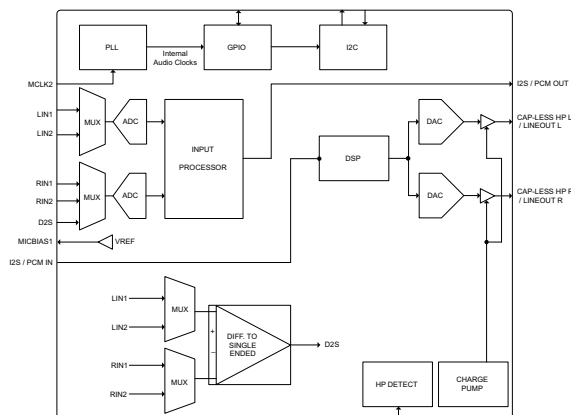 PLL
Internal
Audio Clocks
GPIO
I2C
MCLK2
I2S / PCM OUT
LIN1
LIN2
MUX
ADC
INPUT
PROCESSOR
DAC
CAP-LESS HP L
/ LINEOUT L
DSP
RIN1
RIN2
D2S
MUX
ADC
DAC
CAP-LESS HP R
/ LINEOUT R
MICBIAS1
VREF
I2S / PCM IN
LIN1
LIN2
MUX
+
−
DIFF. TO
SINGLE
ENDED
D2S
RIN1
RIN2
MUX
HP DETECT
CHARGE
PUMP